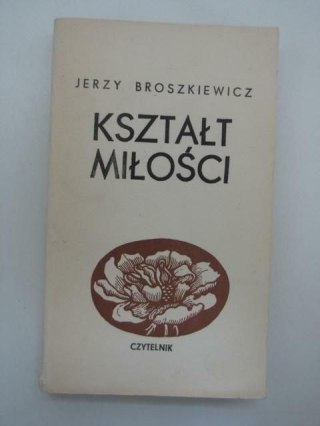 JERZY BROSZKIEWICZ
KSZTAŁT
MIŁOŚCI
CZYTELNIK